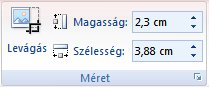 Magasság: 2,3 cm
Levágás
Szélesség: 3,88 cm
Méret